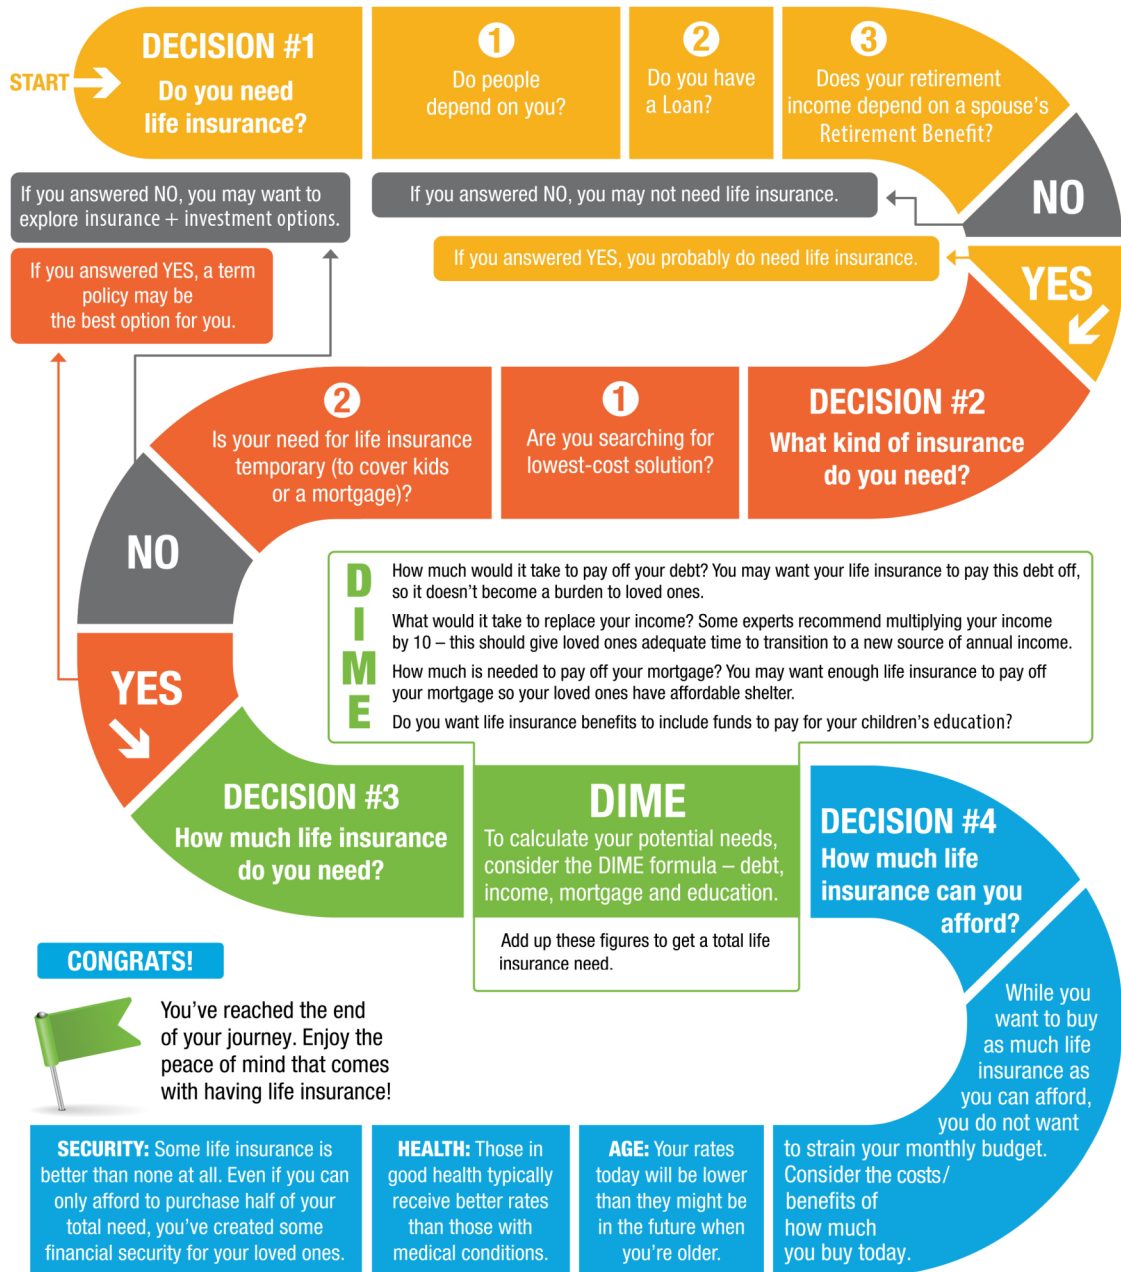 START
DECISION #1
Do you need
life insurance?
1
Do people
depend on you?
2
Do you have
a Loan?
3
Does your retirement
income depend on a spouse's
Retirement Benefit?
NO
If you answered NO, you may not need life insurance.
YES
If you answered YES, you probably do need life insurance.
DECISION #2
What kind of insurance
do you need?
1
Are you searching for
lowest-cost solution?
2
Is your need for life insurance
temporary (to cover kids
or a mortgage)?
NO
If you answered NO, you may want to
explore insurance + investment options.
YES
If you answered YES, a term
policy may be
the best option for you.
DECISION #3
How much life insurance
do you need?
DIME
To calculate your potential needs,
consider the DIME formula – debt,
income, mortgage and education.
D
How much would it take to pay off your debt? You may want your life insurance to pay this debt off,
so it doesn't become a burden to loved ones.
I
What would it take to replace your income? Some experts recommend multiplying your income
by 10 – this should give loved ones adequate time to transition to a new source of annual income.
M
How much is needed to pay off your mortgage? You may want enough life insurance to pay off
your mortgage so your loved ones have affordable shelter.
E
Do you want life insurance benefits to include funds to pay for your children's education?
Add up these figures to get a total life
insurance need.
DECISION #4
How much life
insurance can you
afford?
While you
want to buy
as much life
insurance as
you can afford,
you do not want
to strain your monthly budget.
Consider the costs/
benefits of
how much
you buy today.
AGE: Your rates
today will be lower
than they might be
in the future when
you're older.
HEALTH: Those in
good health typically
receive better rates
than those with
medical conditions.
SECURITY: Some life insurance is
better than none at all. Even if you can
only afford to purchase half of your
total need, you've created some
financial security for your loved ones.
CONGRATS!
You've reached the end
of your journey. Enjoy the
peace of mind that comes
with having life insurance!